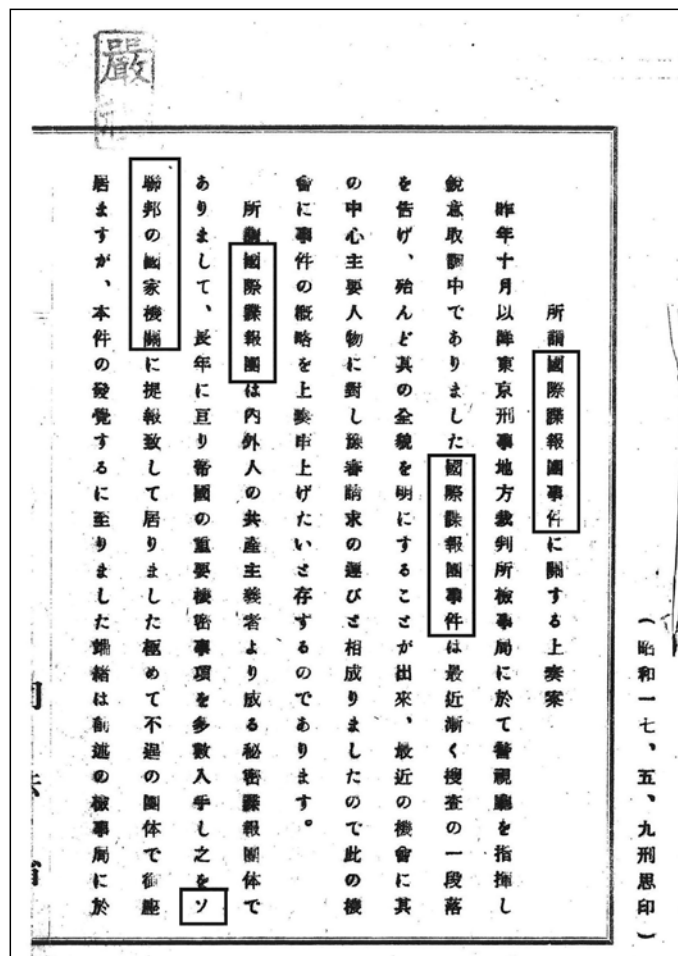 (昭和一七、五、九刑思印)
所謂國際諜報團事件に關する上奏案
昨年十月以降東京刑事地方裁判所檢事局に於て警視廳を指揮し
鋭意取調中でありました國際諜報團事件は最近漸く捜査の一段落
を告げ、殆んど其の全貌を明にすることが出來、最近の機會に其
の中心主要人物に對し豫審請求の運びと相成りましたので此の機
會に事件の概略を上奏申上げたいと存するのであります。
所謂國際諜報團は内外人の共産主義者より成る秘密諜報團体で
ありまして、長年に亘り帝國の重要機密事項を多數入手し之をソ
聯邦の國家機關に提報致して居りました極めて不逞の團体で御座
居ますが、本件の發覺するに至りました端緒は前述の檢事局に於
嚴